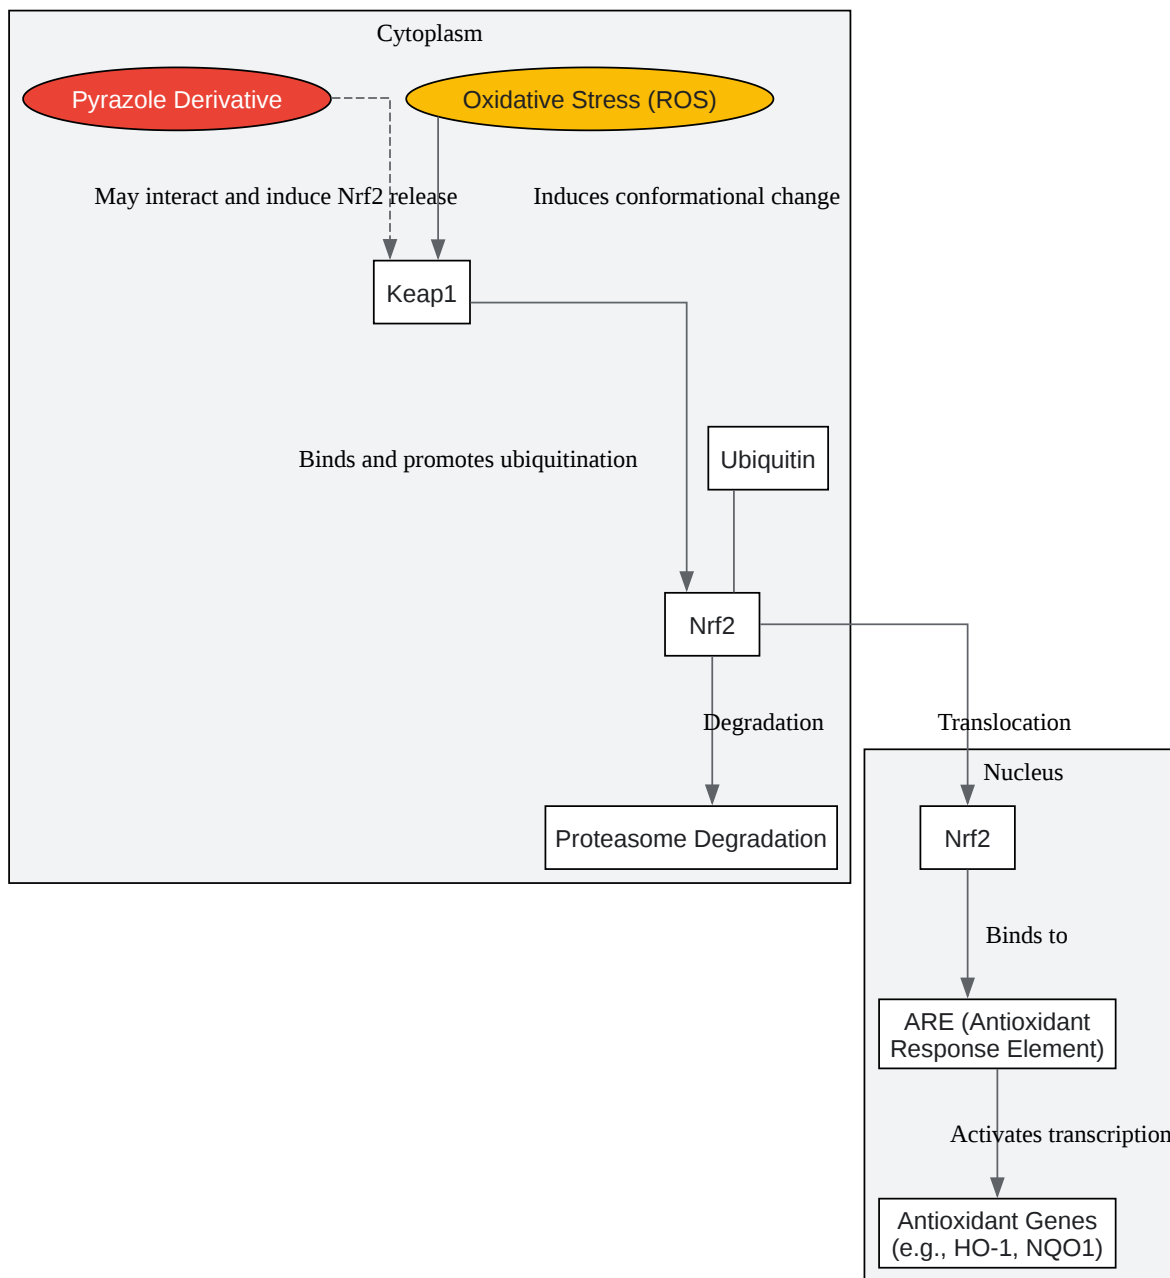 Cytoplasm
Pyrazole Derivative
Oxidative Stress (ROS)
May interact and induce Nrf2 release
Induces conformational change
Keap1
Binds and promotes ubiquitination
Ubiquitin
Nrf2
Degradation
Translocation
Nucleus
Proteasome Degradation
Nrf2
Binds to
ARE (Antioxidant
Response Element)
Activates transcription
Antioxidant Genes
(e.g., HO-1, NQO1)